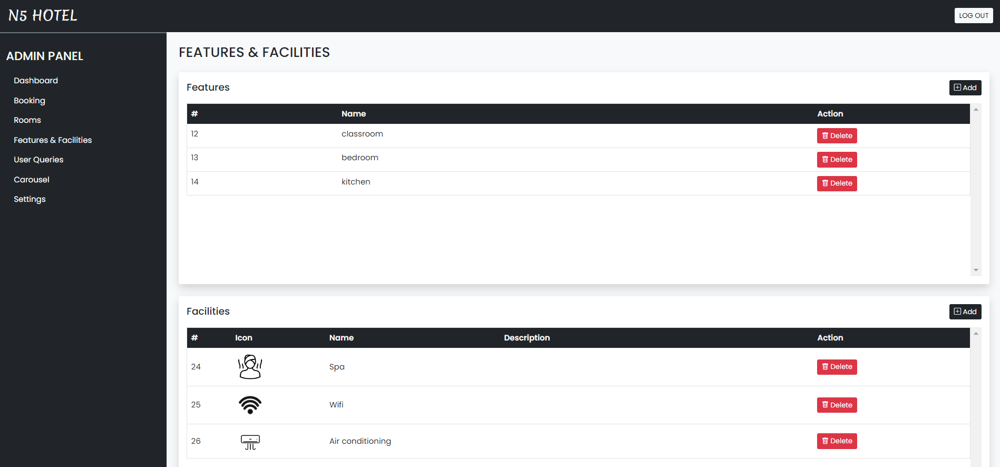 N5 HOTEL
LOG OUT
ADMIN PANEL
Dashboard
Booking
Rooms
Features & Facilities
User Queries
Carousel
Settings
FEATURES & FACILITIES
Features
Add
# Name Action
12 classroom Delete
13 bedroom Delete
14 kitchen Delete
Facilities
Add
# Icon Name Description Action
24 Spa Delete
25 Wifi Delete
26 Air conditioning Delete